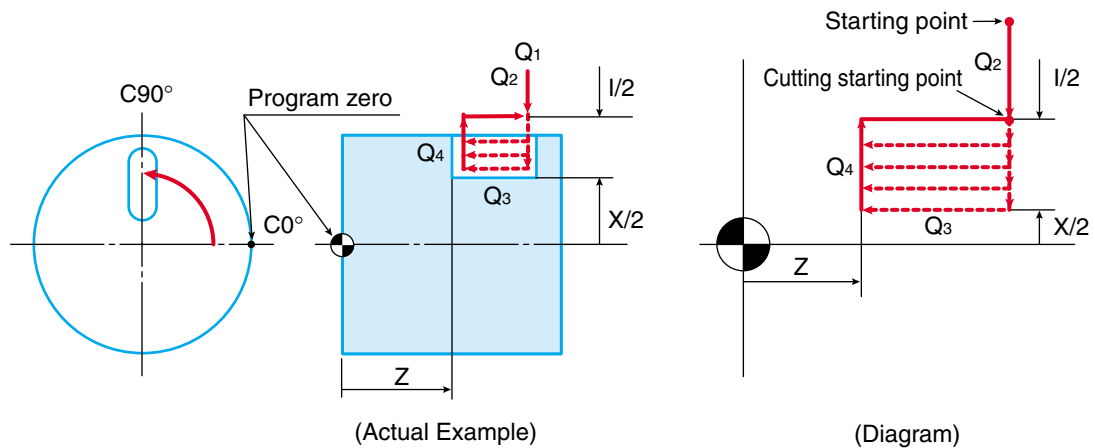 C90°
Program zero
C0°
Q1
Q2
I/2
Q4
Q3
X/2
Z
(Actual Example)
Starting point
Q2
Cutting starting point
I/2
Q4
Q3
X/2
Z
(Diagram)